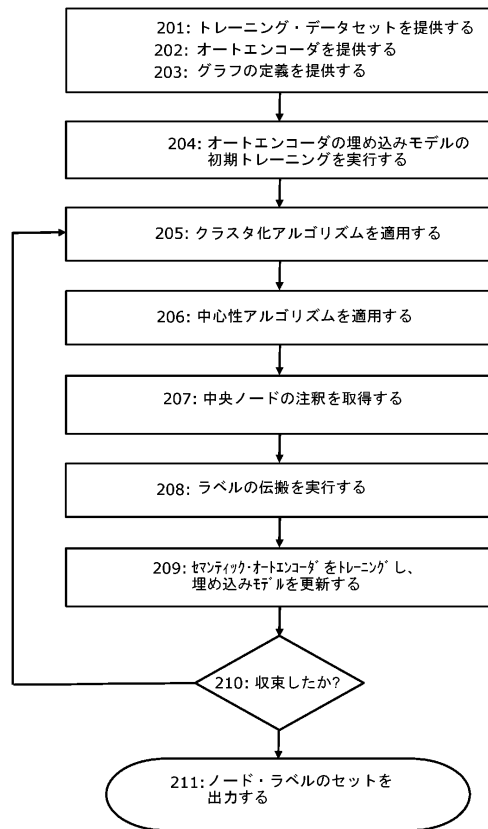 201: トレーニング・データセットを提供する
202: オートエンコーダを提供する
203: グラフの定義を提供する
204: オートエンコーダの埋め込みモデルの
初期トレーニングを実行する
205: クラスタ化アルゴリズムを適用する
206: 中心性アルゴリズムを適用する
207: 中央ノードの注釈を取得する
208: ラベルの伝搬を実行する
209: ｾﾏﾝﾃｨｯｸ・ｵｰﾄｴﾝｺｰﾀﾞをﾄﾚｰﾆﾝｸﾞし、
埋め込みﾓﾃﾞﾙを更新する
210: 収束したか?
211: ノード・ラベルのセットを
出力する